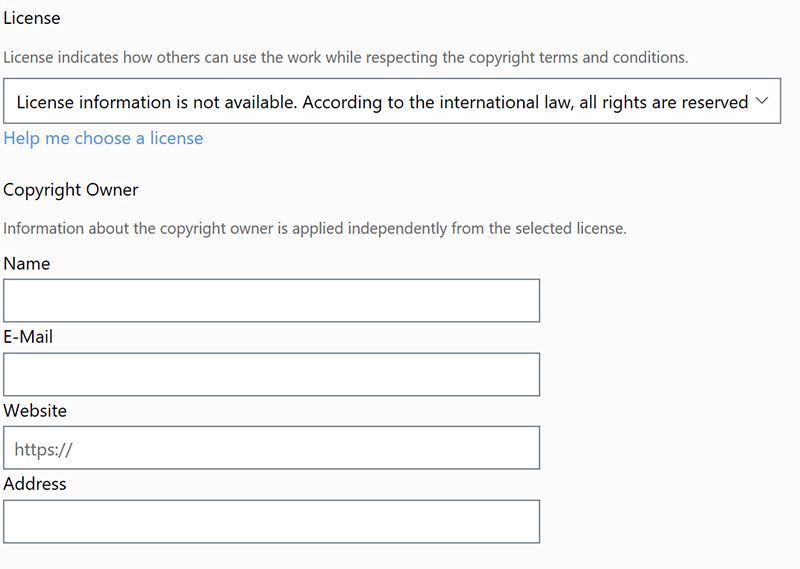 License
License indicates how others can use the work while respecting the copyright terms and conditions.
License information is not available. According to the international law, all rights are reserved
Help me choose a license
Copyright Owner
Information about the copyright owner is applied independently from the selected license.
Name
E-Mail
Website
https://
Address